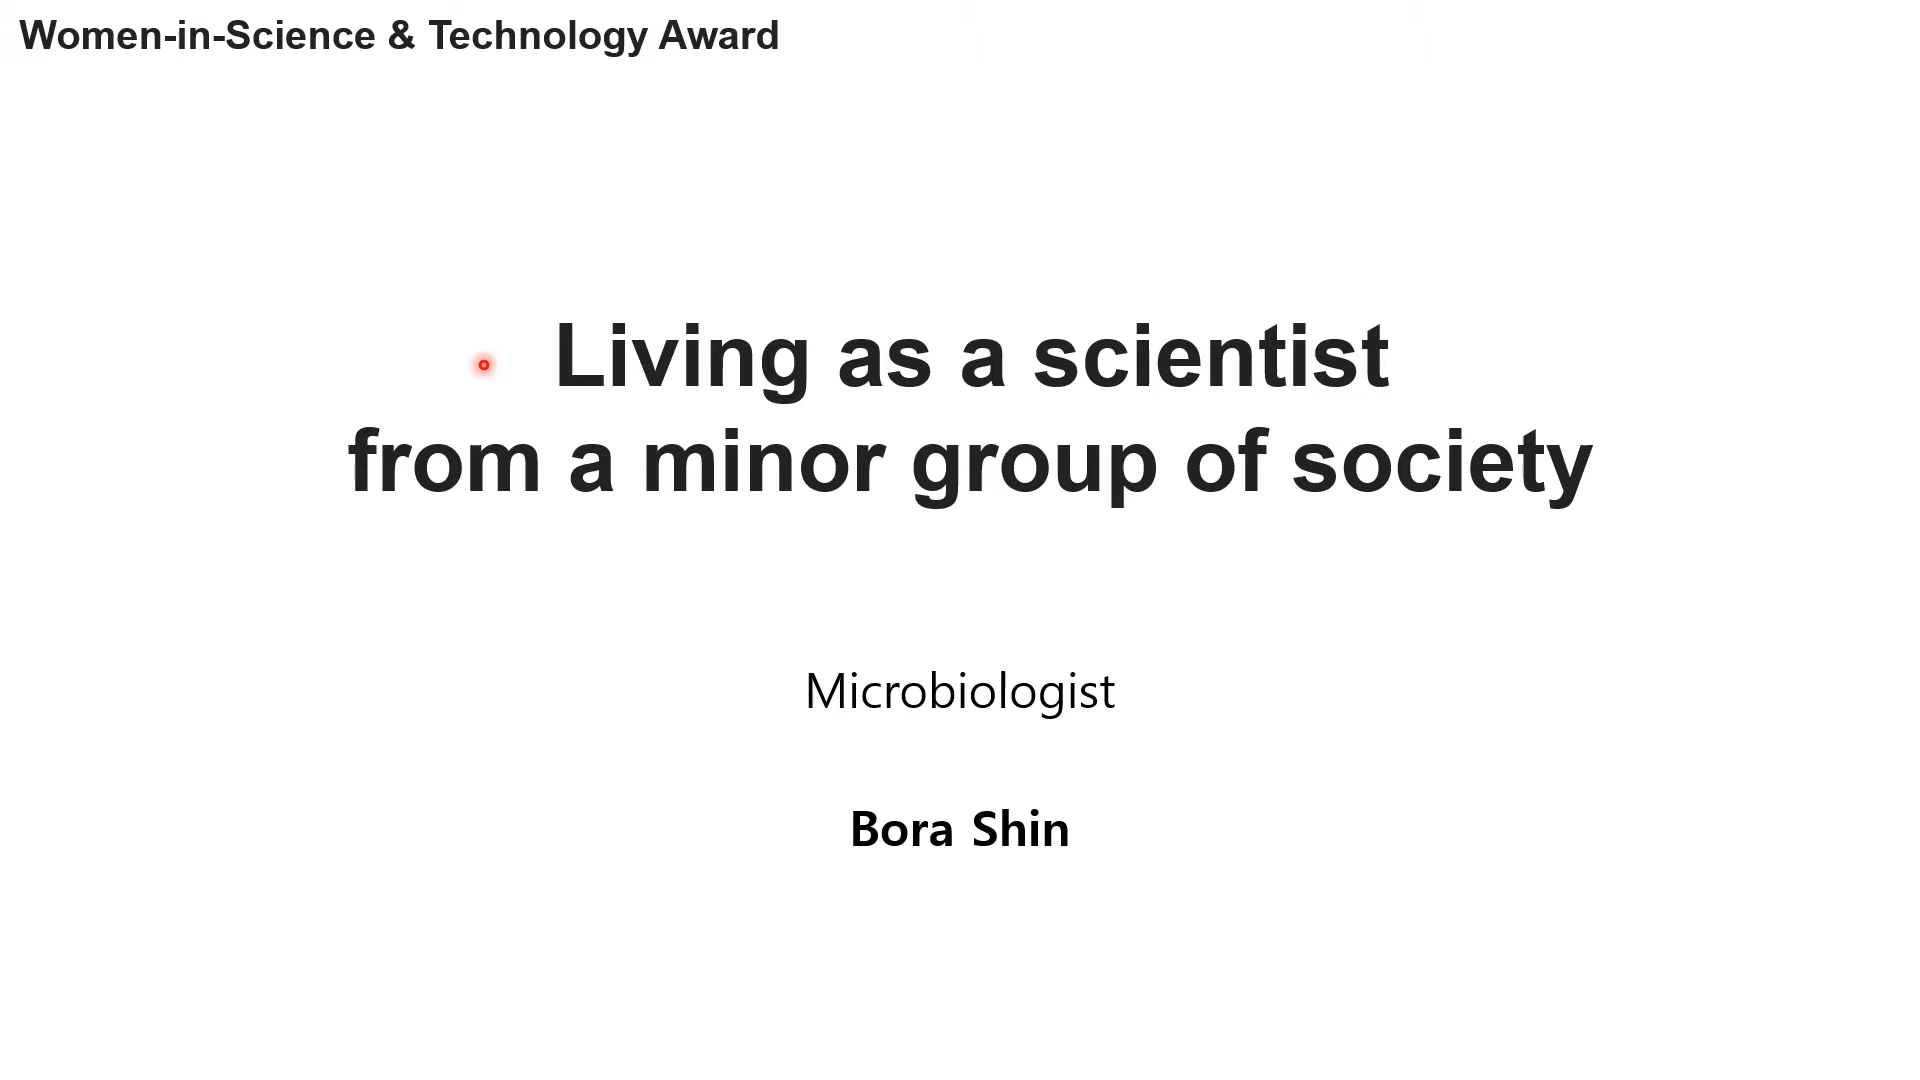 Women-in-Science & Technology Award
Living as a scientist
from a minor group of society
Microbiologist
Bora Shin